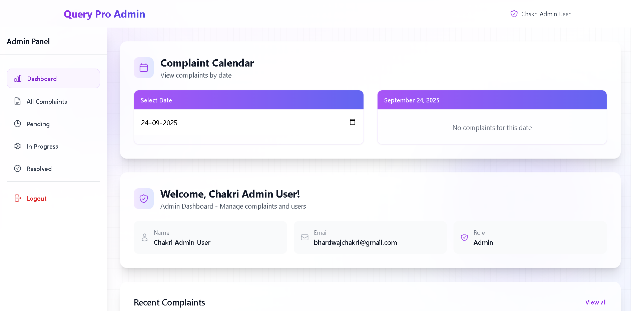 Query Pro Admin
Chakri Admin User
Admin Panel
Dashboard
All Complaints
Pending
In Progress
Resolved
Logout
Complaint Calendar
View complaints by date
Select Date
24-09-2025
September 24, 2025
No complaints for this date
Welcome, Chakri Admin User!
Admin Dashboard - Manage complaints and users
Name
Chakri Admin User
Email
bhardwajchakri@gmail.com
Role
Admin
Recent Complaints
View all